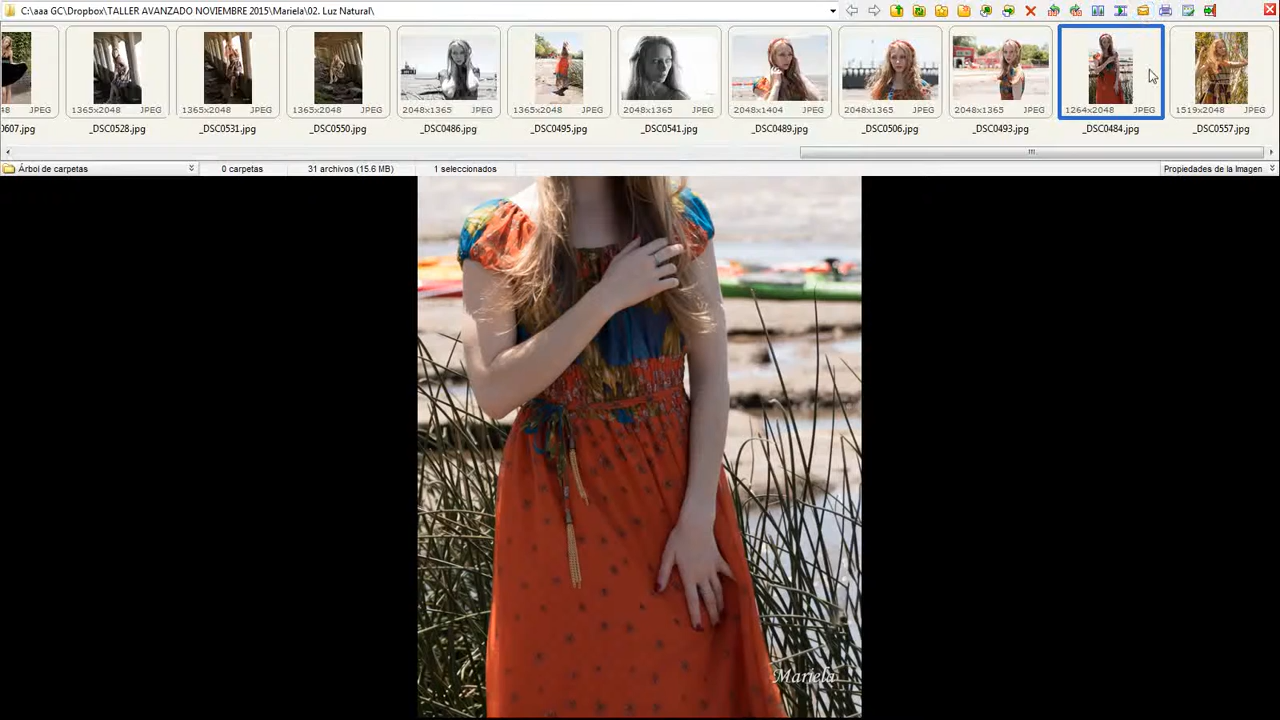 C:\aaa GC\Dropbox\TALLER AVANZADO NOVIEMBRE 2015\Mariela\02. Luz Natural\
48 JPEG 1365x2048 JPEG 1365x2048 JPEG 1365x2048 JPEG 2048x1365 JPEG 1365x2048 JPEG 2048x1365 JPEG 2048x1404 JPEG 2048x1365 JPEG 2048x1365 JPEG 1264x2048 JPEG 1519x2048 JPEG
0607.jpg _DSC0528.jpg _DSC0531.jpg _DSC0550.jpg _DSC0486.jpg _DSC0495.jpg _DSC0541.jpg _DSC0489.jpg _DSC0506.jpg _DSC0493.jpg _DSC0484.jpg _DSC0557.jpg
Árbol de carpetas 0 carpetas 31 archivos (15.6 MB) 1 seleccionados Propiedades de la Imagen
Mariela